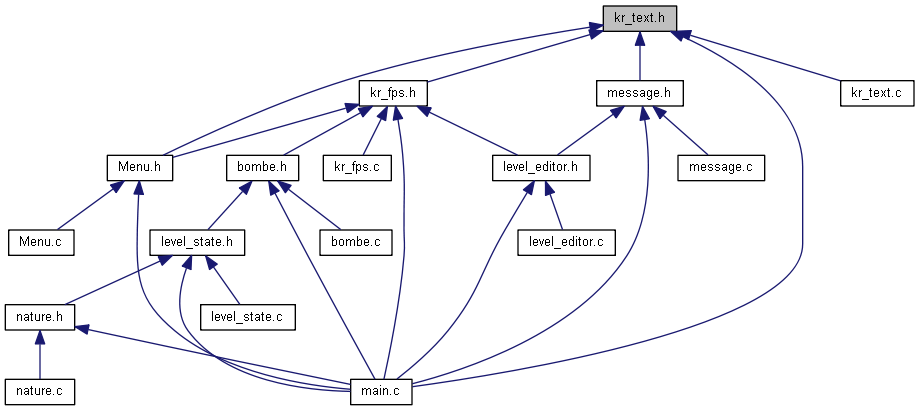 kr_text.h
kr_fps.h
message.h
kr_text.c
Menu.h
bombe.h
kr_fps.c
level_editor.h
message.c
Menu.c
level_state.h
bombe.c
level_editor.c
nature.h
level_state.c
nature.c
main.c